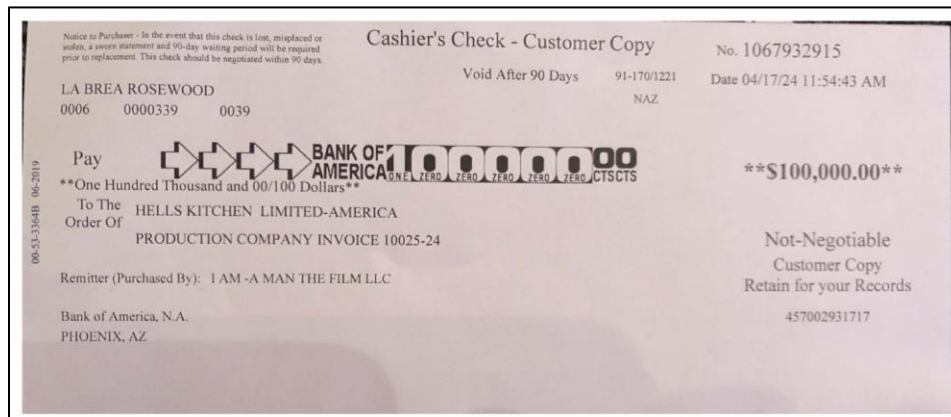 Notice to Purchaser - In the event that this check is lost, misplaced or
stolen, a sworn statement and 90-day waiting period will be required
prior to replacement. This check should be negotiated within 90 days.
Cashier's Check - Customer Copy
No. 1067932915
Void After 90 Days
91-170/1221
NAZ
Date 04/17/24 11:54:43 AM
LA BREA ROSEWOOD
0006 0000339 0039
Pay
BANK OF
AMERICA
10000000
ONE ZERO ZERO ZERO ZERO ZERO CTSCTS
**$100,000.00**
**One Hundred Thousand and 00/100 Dollars**
To The
Order Of
HELLS KITCHEN LIMITED-AMERICA
PRODUCTION COMPANY INVOICE 10025-24
Remitter (Purchased By): I AM -A MAN THE FILM LLC
Bank of America, N.A.
PHOENIX, AZ
Not-Negotiable
Customer Copy
Retain for your Records
457002931717
00-53-3364B 06-2019